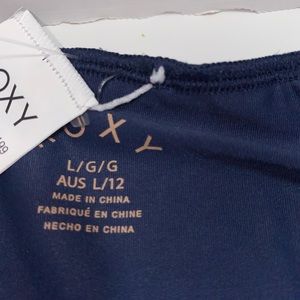 OXY
ROXY
L/G/G
AUS L/12
MADE IN CHINA
FABRIQUÉ EN CHINE
HECHO EN CHINA